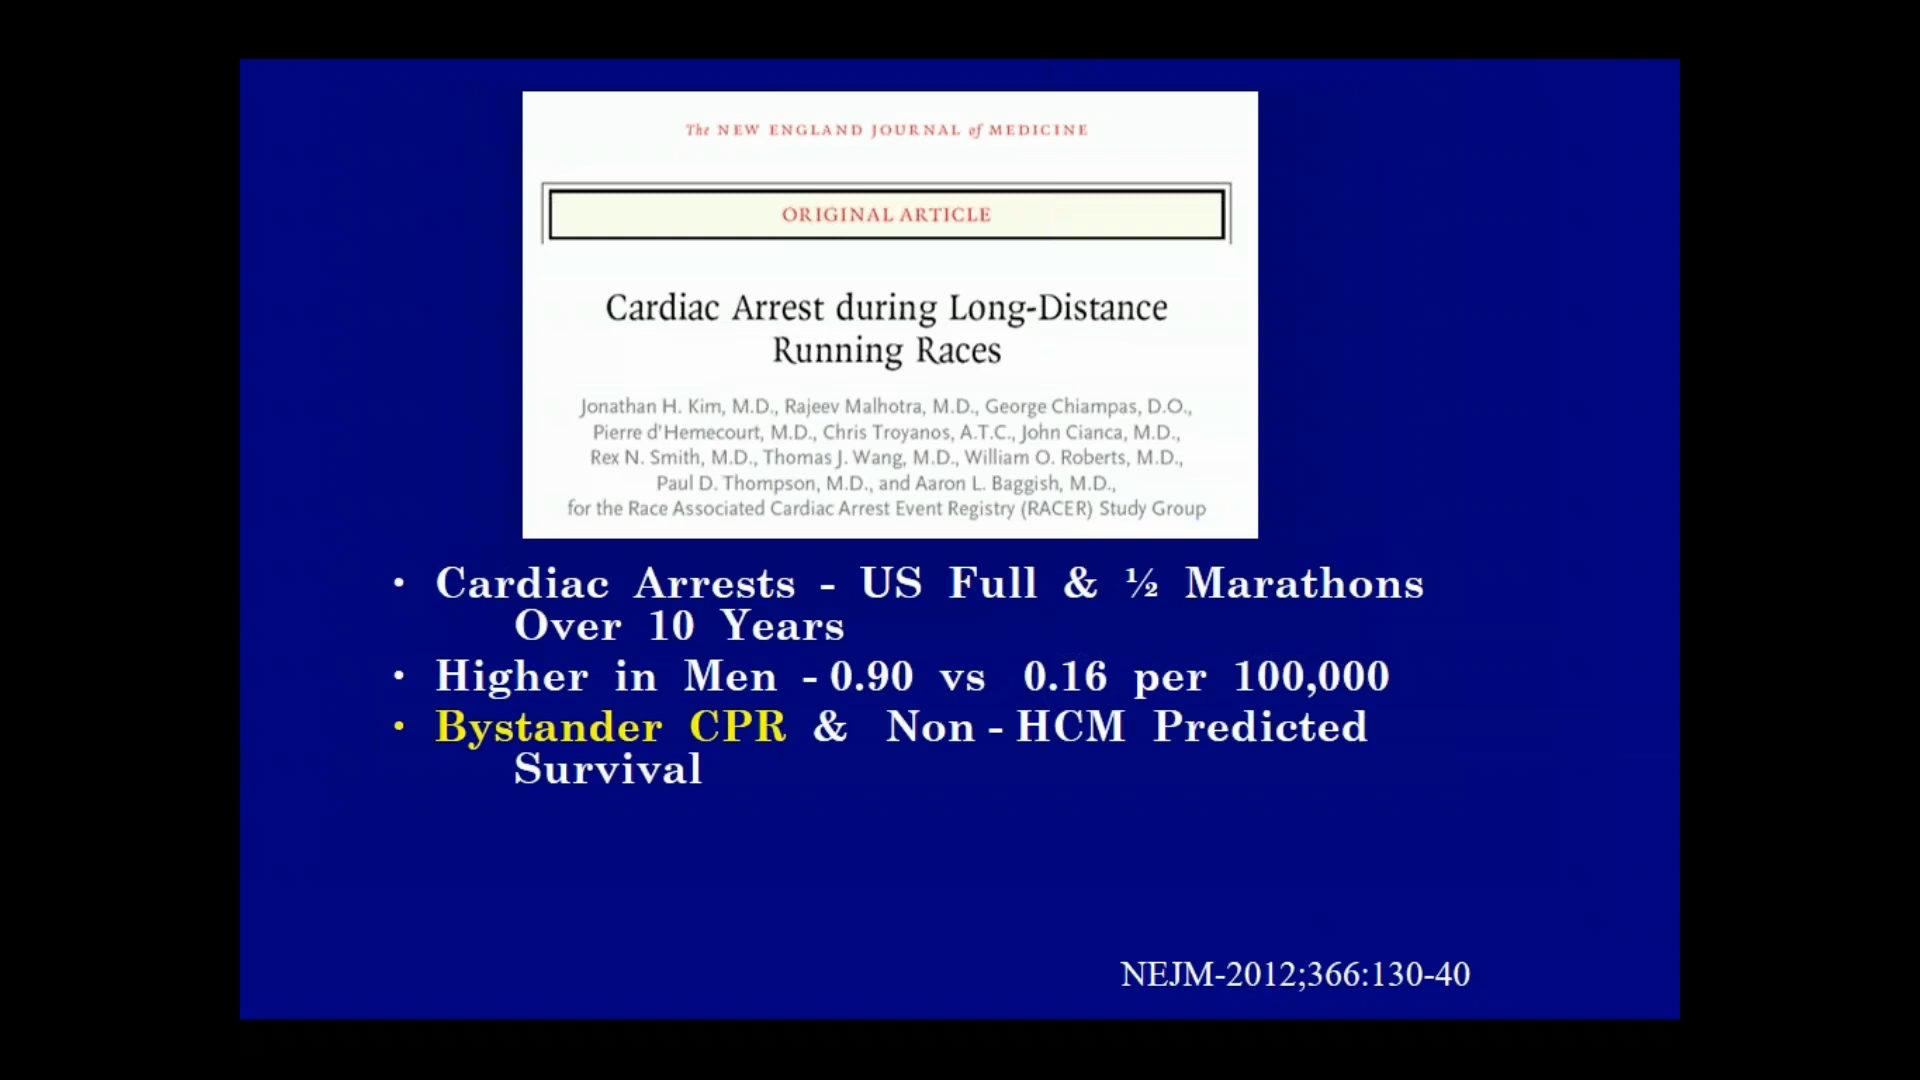 The NEW ENGLAND JOURNAL of MEDICINE
ORIGINAL ARTICLE
Cardiac Arrest during Long-Distance
Running Races
Jonathan H. Kim, M.D., Rajeev Malhotra, M.D., George Chiampas, D.O.,
Pierre d'Hemecourt, M.D., Chris Troyanos, A.T.C., John Cianca, M.D.,
Rex N. Smith, M.D., Thomas J. Wang, M.D., William O. Roberts, M.D.,
Paul D. Thompson, M.D., and Aaron L. Baggish, M.D.,
for the Race Associated Cardiac Arrest Event Registry (RACER) Study Group
• Cardiac Arrests - US Full & ½ Marathons
Over 10 Years
• Higher in Men - 0.90 vs 0.16 per 100,000
• Bystander CPR & Non - HCM Predicted
Survival
NEJM-2012;366:130-40